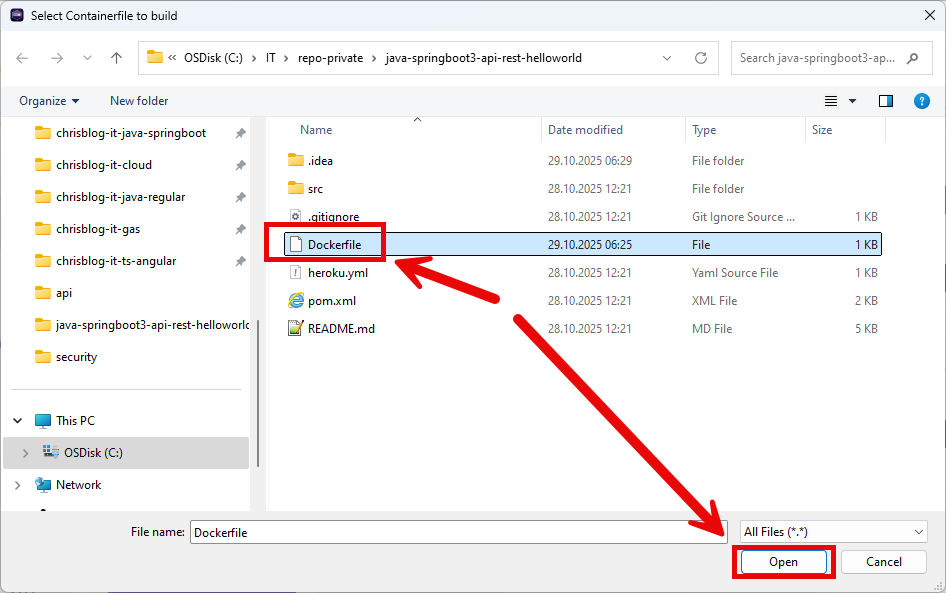 Select Containerfile to build
« OSDisk (C:) > IT > repo-private > java-springboot3-api-rest-helloworld
Search java-springboot3-ap...
Organize New folder
?
chrisblog-it-java-springboot
chrisblog-it-cloud
chrisblog-it-java-regular
chrisblog-it-gas
chrisblog-it-ts-angular
api
java-springboot3-api-rest-helloworld
security
This PC
OSDisk (C:)
Network
Name Date modified Type Size
.idea 29.10.2025 06:29 File folder
src 28.10.2025 12:21 File folder
.gitignore 28.10.2025 12:21 Git Ignore Source ... 1 KB
Dockerfile 29.10.2025 06:25 File 1 KB
heroku.yml 28.10.2025 12:21 Yaml Source File 1 KB
pom.xml 28.10.2025 12:21 XML File 2 KB
README.md 28.10.2025 12:21 MD File 5 KB
File name: Dockerfile
All Files (*.*)
Open Cancel